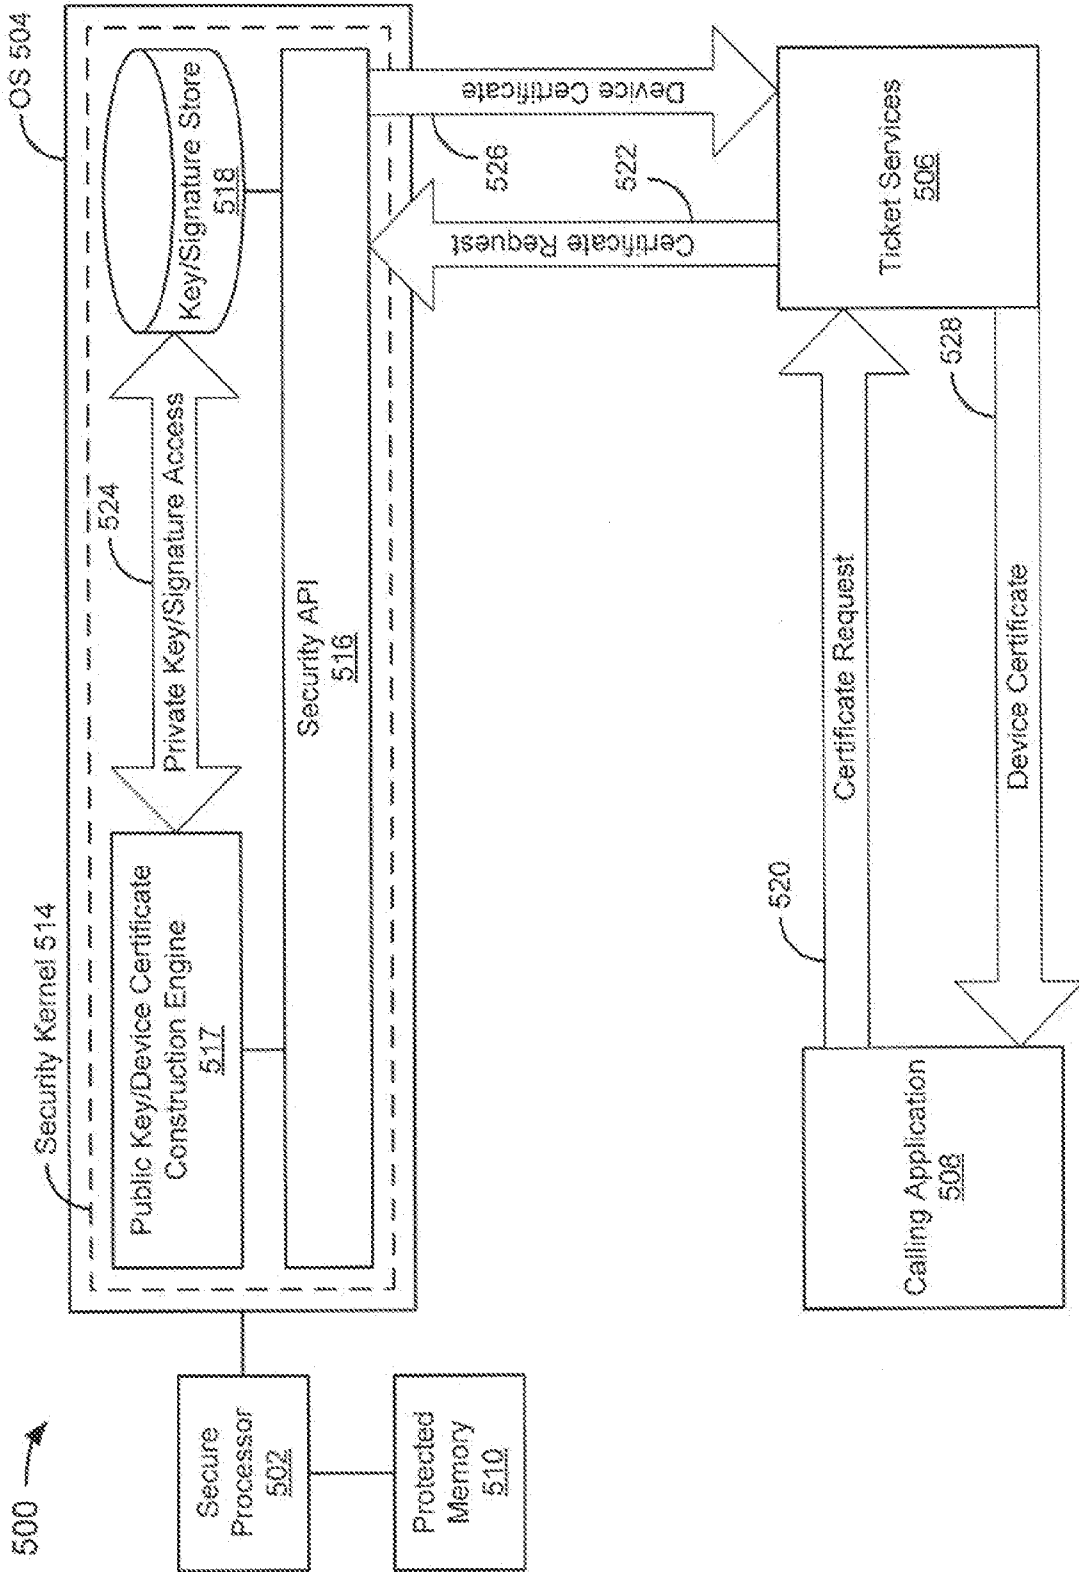 500
Secure
Processor
502
Protected
Memory
510
OS 504
Security Kernel 514
Public Key/Device Certificate
Construction Engine
517
524
Private Key/Signature Access
Key/Signature Store
518
Security API
516
Certificate Request
522
Device Certificate
526
Calling Application
508
520
Certificate Request
Device Certificate
528
Ticket Services
506